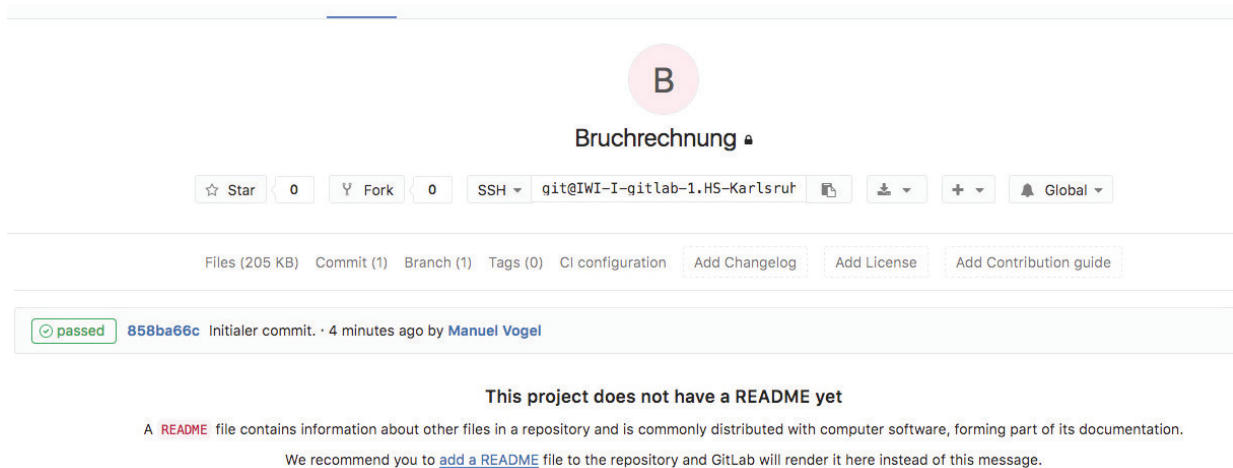 B
Bruchrechnung
Star 0 Fork 0 SSH git@IWI-I-gitlab-1.HS-Karlsruh Global
Files (205 KB) Commit (1) Branch (1) Tags (0) CI configuration Add Changelog Add License Add Contribution guide
passed 858ba66c Initialer commit. · 4 minutes ago by Manuel Vogel
This project does not have a README yet
A README file contains information about other files in a repository and is commonly distributed with computer software, forming part of its documentation.
We recommend you to add a README file to the repository and GitLab will render it here instead of this message.